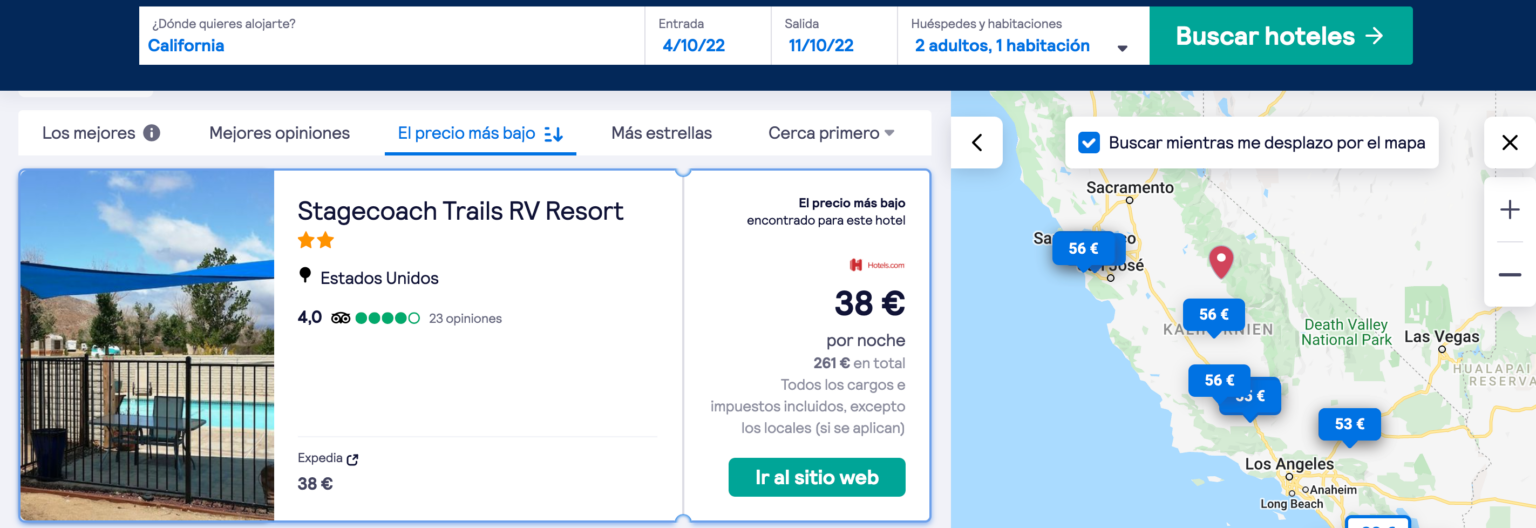 ¿Dónde quieres alojarte?
California
Entrada
4/10/22
Salida
11/10/22
Huéspedes y habitaciones
2 adultos, 1 habitación
Buscar hoteles
Los mejores
Mejores opiniones
El precio más bajo
Más estrellas
Cerca primero
Stagecoach Trails RV Resort
Estados Unidos
4,0
23 opiniones
Expedia
38 €
El precio más bajo
encontrado para este hotel
Hotels.com
38 €
por noche
261 € en total
Todos los cargos e
impuestos incluidos, excepto
los locales (si se aplican)
Ir al sitio web
Buscar mientras me desplazo por el mapa
Sacramento
56 €
José
56 €
KALIFORNIEN
Death Valley
National Park
Las Vegas
HUALAPAI
RESERVA
56 €
53 €
Los Angeles
Anaheim
Long Beach